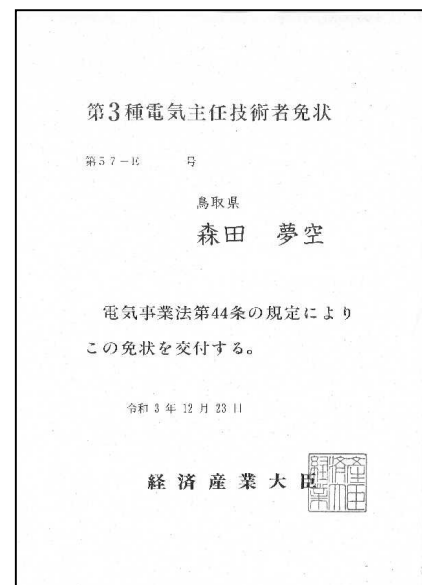 第3種電気主任技術者免状
第57-E 号
鳥取県
森田 夢空
電気事業法第44条の規定により
この免状を交付する。
令和3年12月23日
経済産業大臣